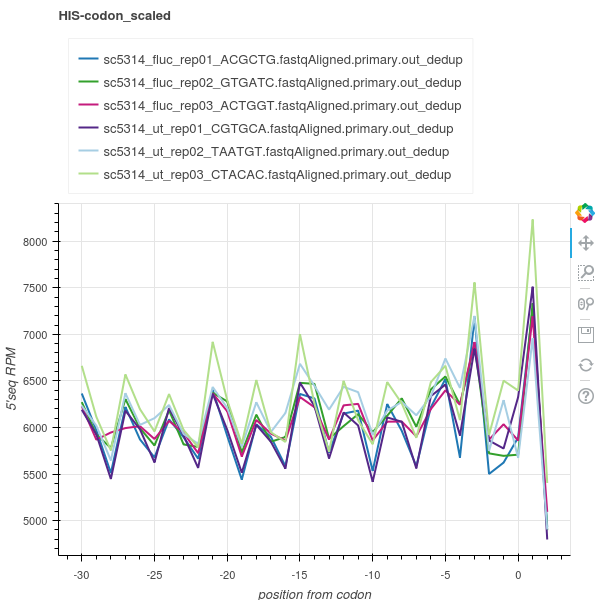 HIS-codon_scaled
sc5314_fluc_rep01_ACGCTG.fastqAligned.primary.out_dedup
sc5314_fluc_rep02_GTGATC.fastqAligned.primary.out_dedup
sc5314_fluc_rep03_ACTGGT.fastqAligned.primary.out_dedup
sc5314_ut_rep01_CGTGCA.fastqAligned.primary.out_dedup
sc5314_ut_rep02_TAATGT.fastqAligned.primary.out_dedup
sc5314_ut_rep03_CTACAC.fastqAligned.primary.out_dedup
5'seq RPM
8000
7500
7000
6500
6000
5500
5000
-30 -25 -20 -15 -10 -5 0
position from codon